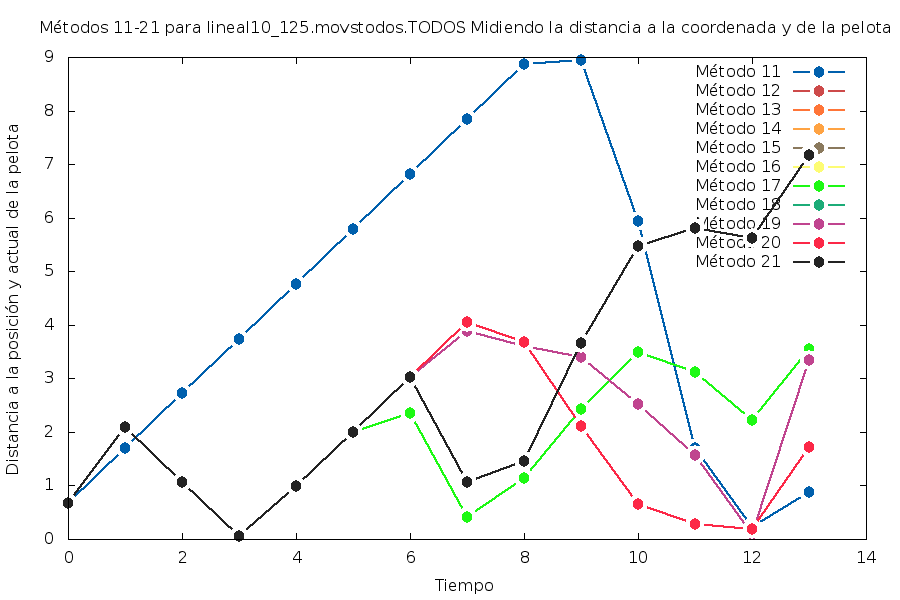 Métodos 11-21 para lineal10_125.movstodos.TODOS Midiendo la distancia a la coordenada y de la pelota
Distancia a la posición y actual de la pelota
9
8
7
6
5
4
3
2
1
0
0 2 4 6 8 10 12 14
Tiempo
Método 11
Método 12
Método 13
Método 14
Método 15
Método 16
Método 17
Método 18
Método 19
Método 20
Método 21